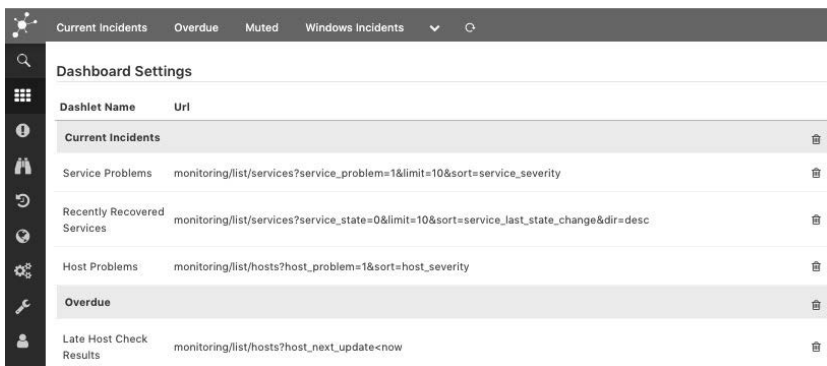 Current Incidents Overdue Muted Windows Incidents
Dashboard Settings
Dashlet Name Url
Current Incidents
Service Problems monitoring/list/services?service_problem=1&limit=10&sort=service_severity
Recently Recovered
Services monitoring/list/services?service_state=0&limit=10&sort=service_last_state_change&dir=desc
Host Problems monitoring/list/hosts?host_problem=1&sort=host_severity
Overdue
Late Host Check
Results monitoring/list/hosts?host_next_update<now